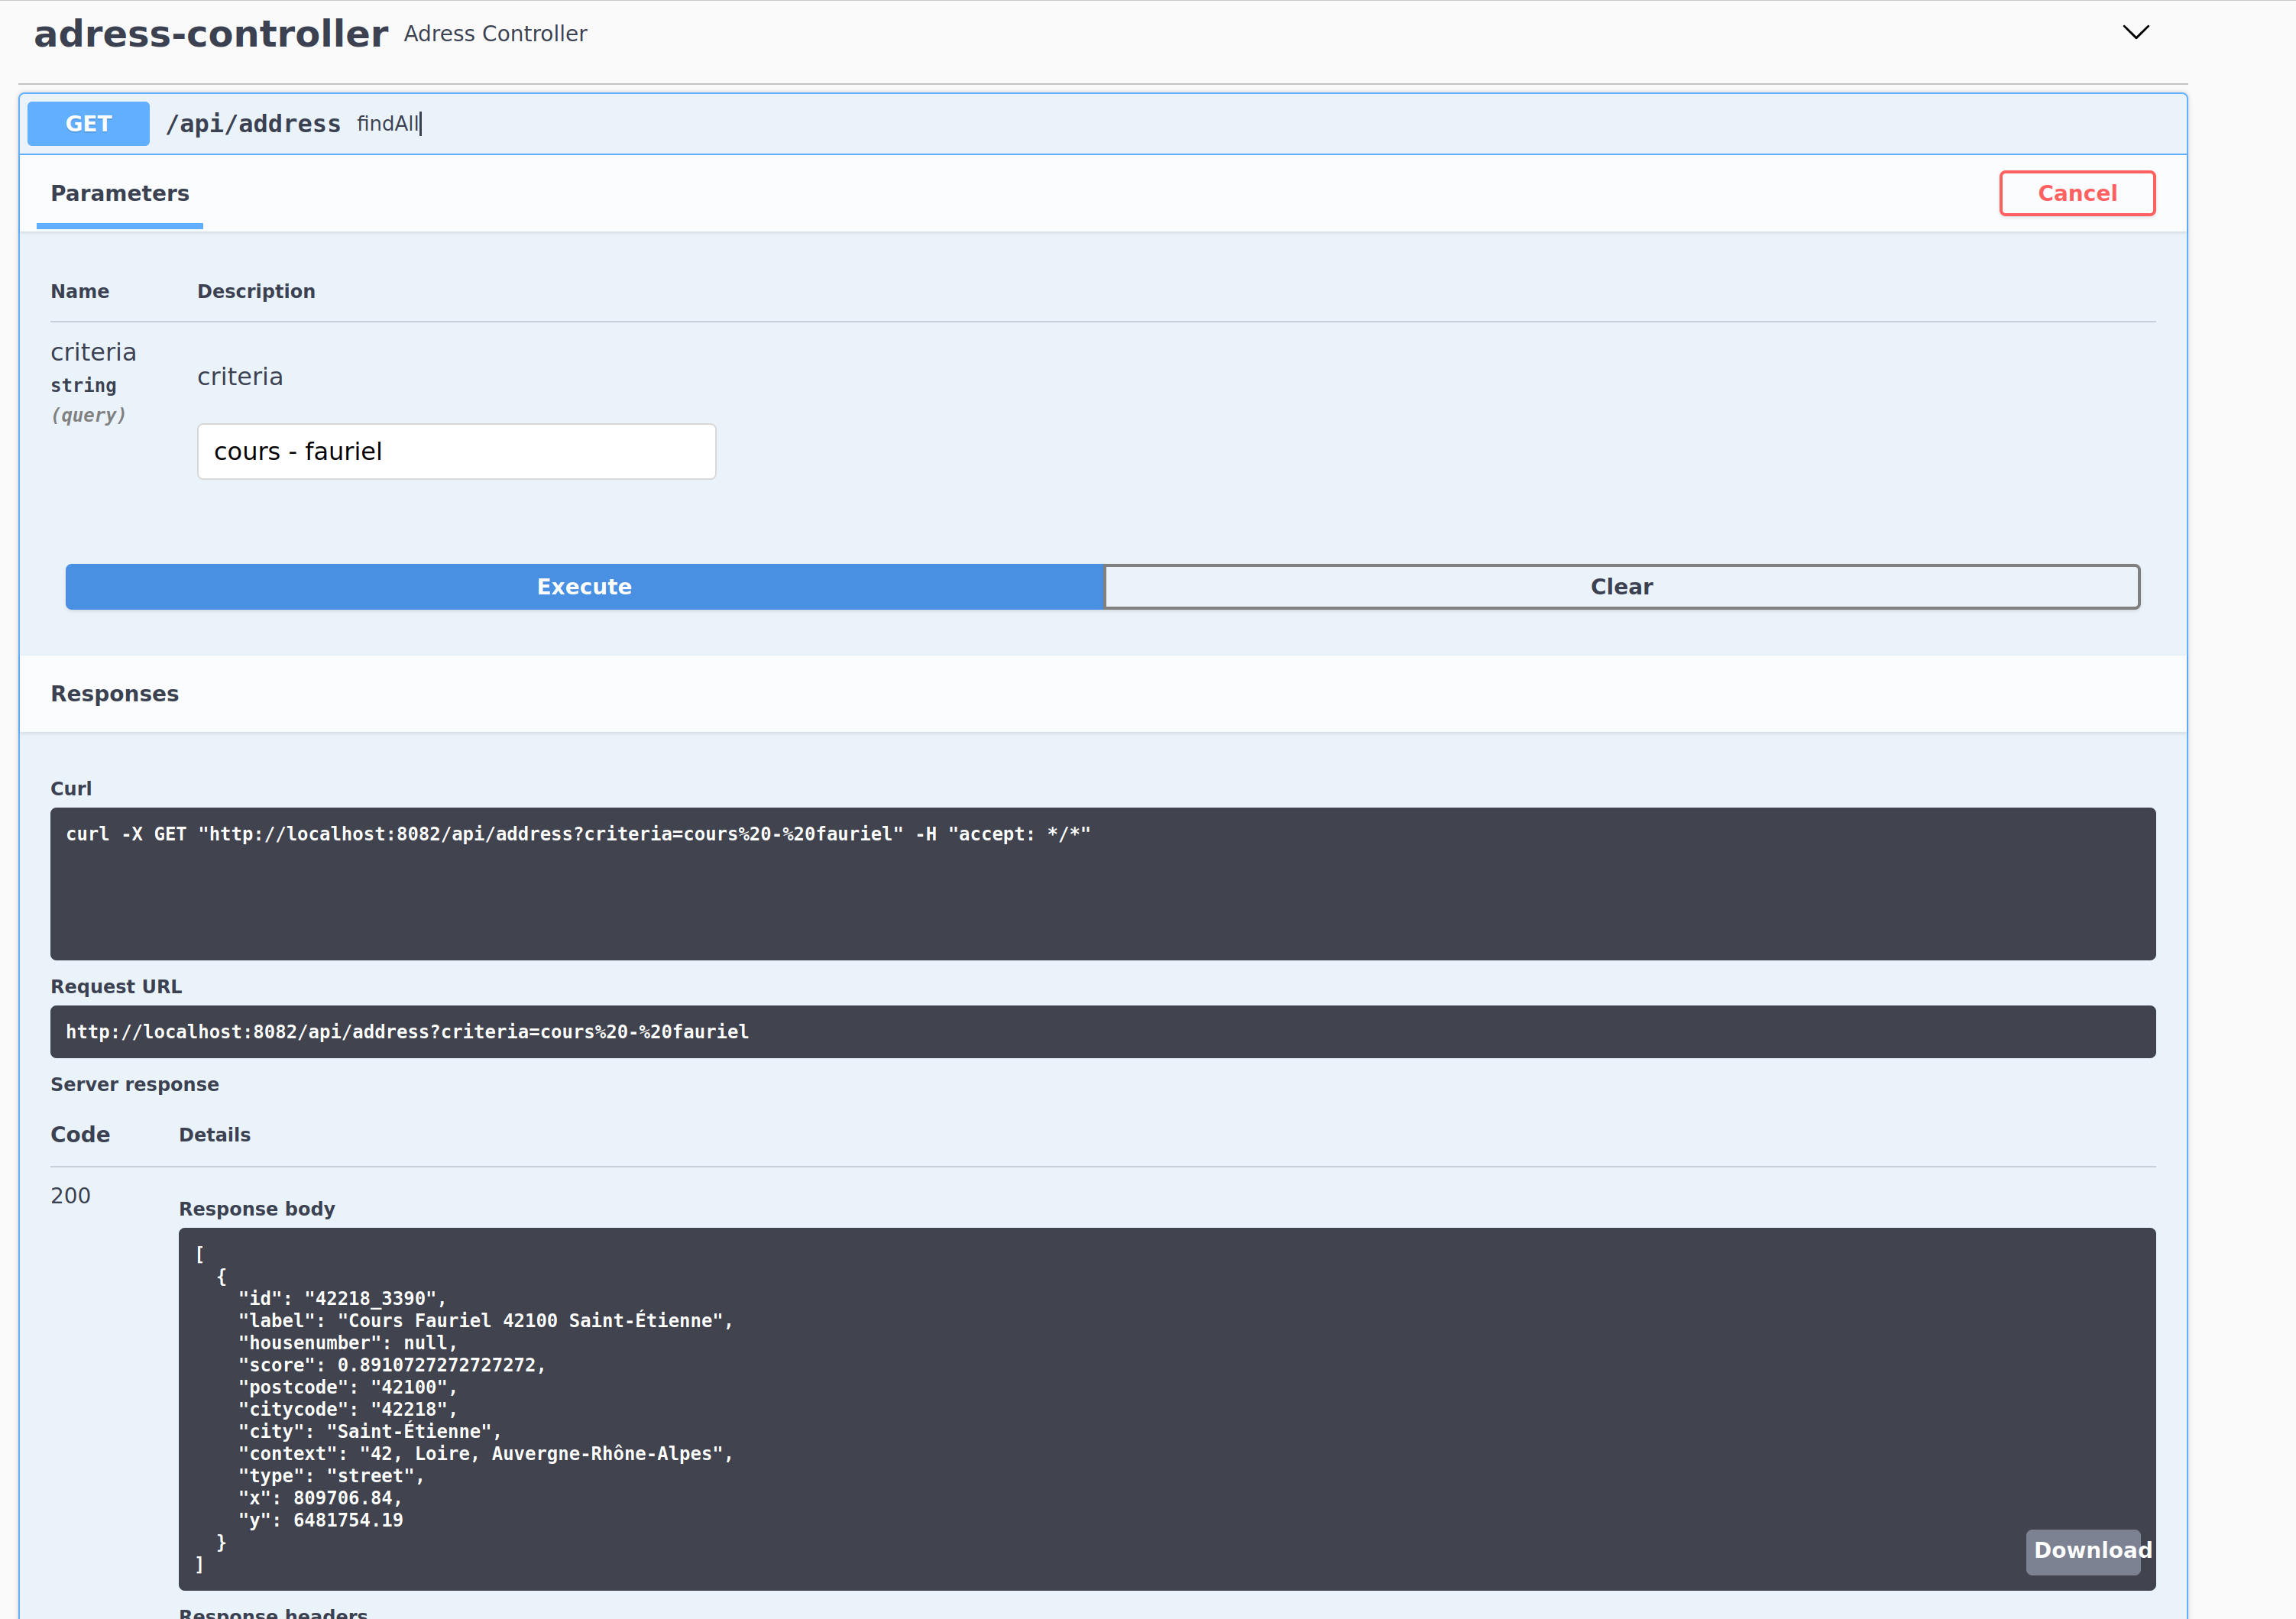 adress-controller Adress Controller
GET /api/address findAll
Parameters Cancel
Name Description
criteria
string
(query)
criteria
cours - fauriel
Execute Clear
Responses
Curl
curl -X GET "http://localhost:8082/api/address?criteria=cours%20-%20fauriel" -H "accept: */*"
Request URL
http://localhost:8082/api/address?criteria=cours%20-%20fauriel
Server response
Code Details
200
Response body
[
  {
    "id": "42218_3390",
    "label": "Cours Fauriel 42100 Saint-Étienne",
    "housenumber": null,
    "score": 0.8910727272727272,
    "postcode": "42100",
    "citycode": "42218",
    "city": "Saint-Étienne",
    "context": "42, Loire, Auvergne-Rhône-Alpes",
    "type": "street",
    "x": 809706.84,
    "y": 6481754.19
  }
]
Download
Response headers